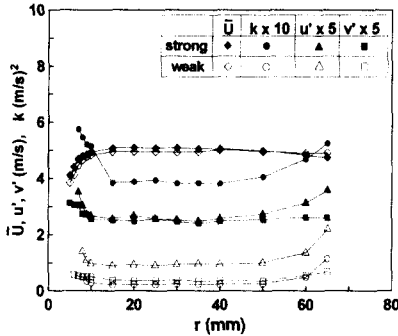 Ũ k x 10 u' x 5 v' x 5
strong
weak
Ũ, u', v' (m/s), k (m/s)²
10
8
6
4
2
0
0 20 40 60 80
r (mm)